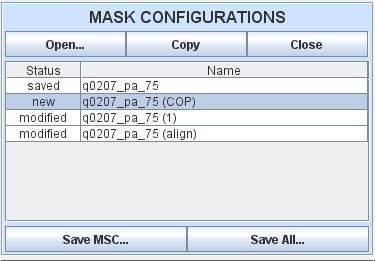 MASK CONFIGURATIONS
Open... Copy Close
Status Name
saved q0207_pa_75
new q0207_pa_75 (COP)
modified q0207_pa_75 (1)
modified q0207_pa_75 (align)
Save MSC... Save All...